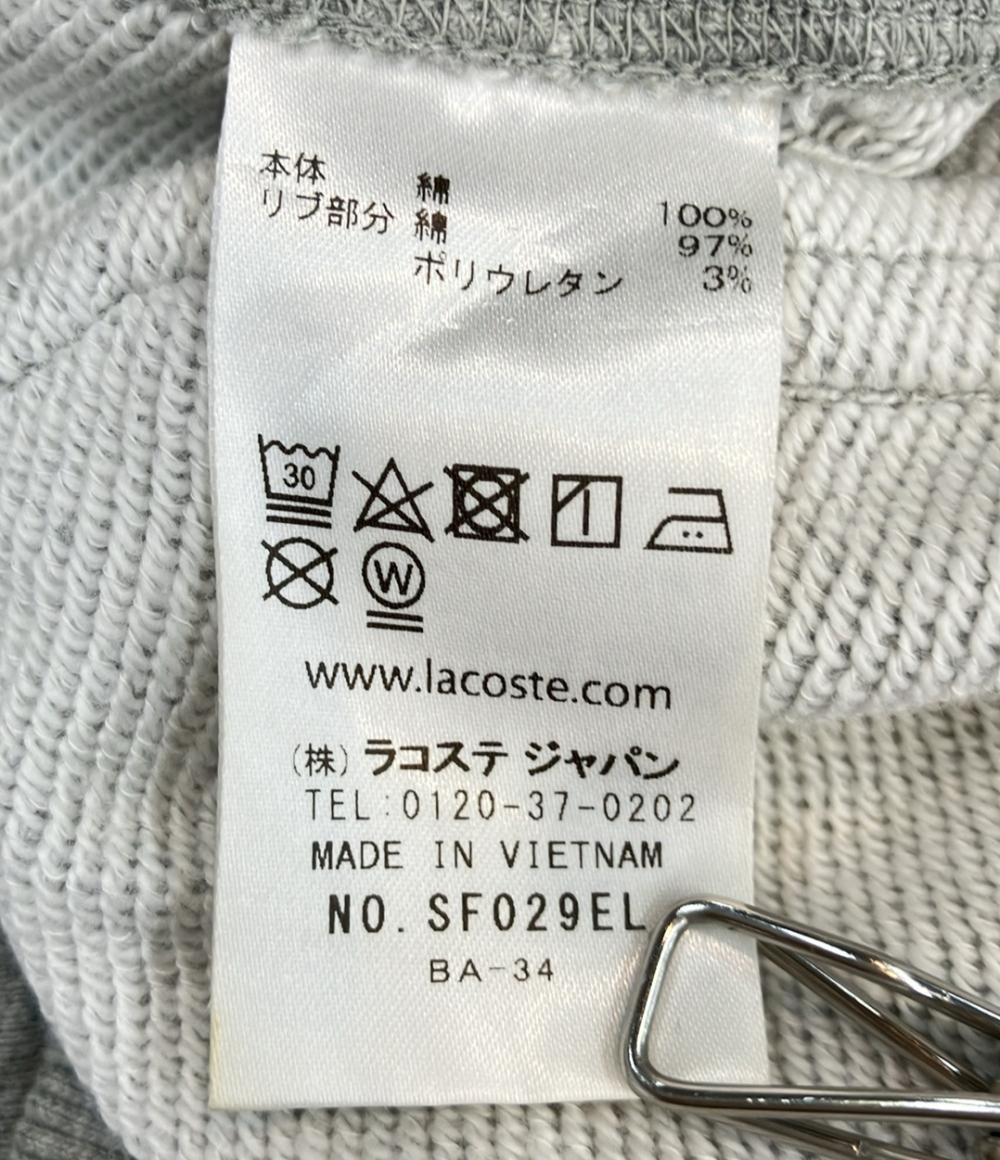 本体 綿 100%
リブ部分 綿 97%
ポリウレタン 3%
30
W
www.lacoste.com
(株) ラコステ ジャパン
TEL:0120-37-0202
MADE IN VIETNAM
NO. SF029EL
BA-34